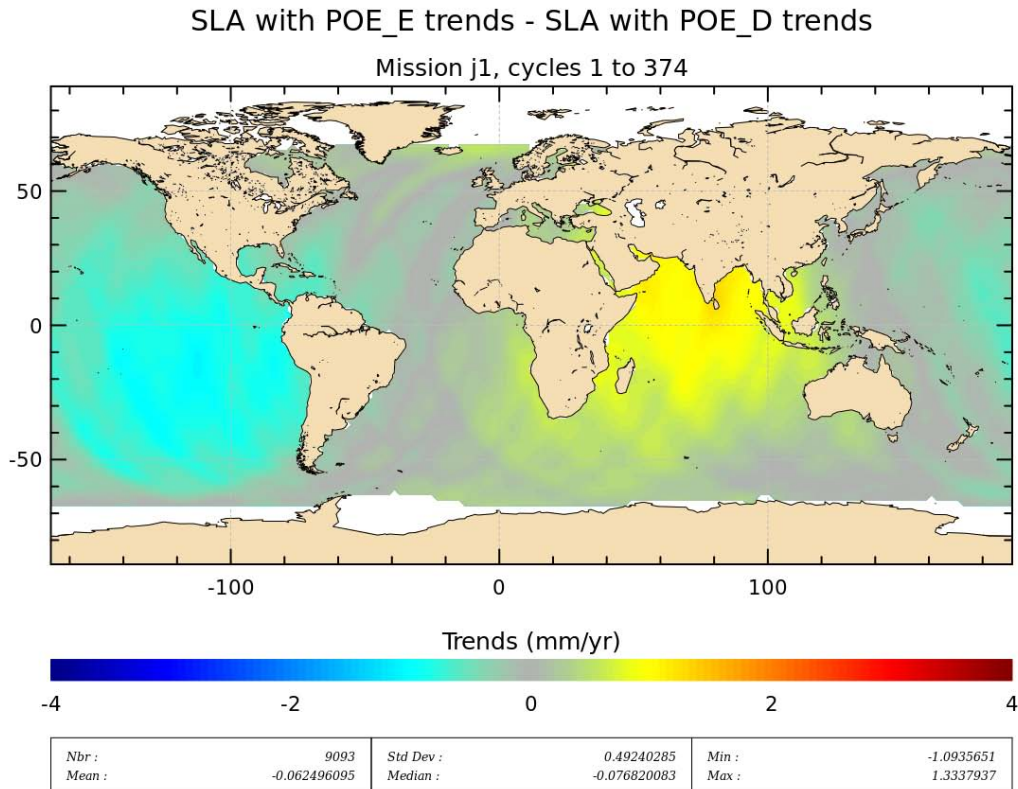 SLA with POE_E trends - SLA with POE_D trends
Mission j1, cycles 1 to 374
50
0
-50
-100 0 100
Trends (mm/yr)
-4 -2 0 2 4
Nbr : 9093 Std Dev : 0.49240285 Min : -1.0935651
Mean : -0.062496095 Median : -0.076820083 Max : 1.3337937